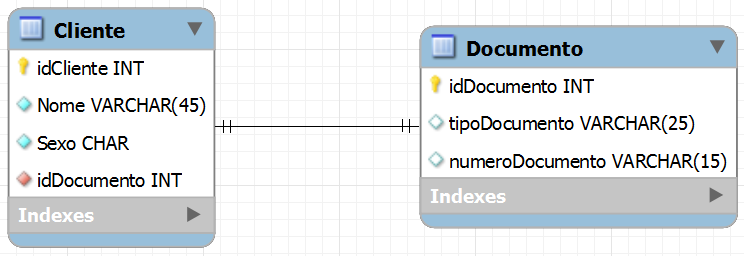 Cliente
idCliente INT
Nome VARCHAR(45)
Sexo CHAR
idDocumento INT
Indexes
Documento
idDocumento INT
tipoDocumento VARCHAR(25)
numeroDocumento VARCHAR(15)
Indexes